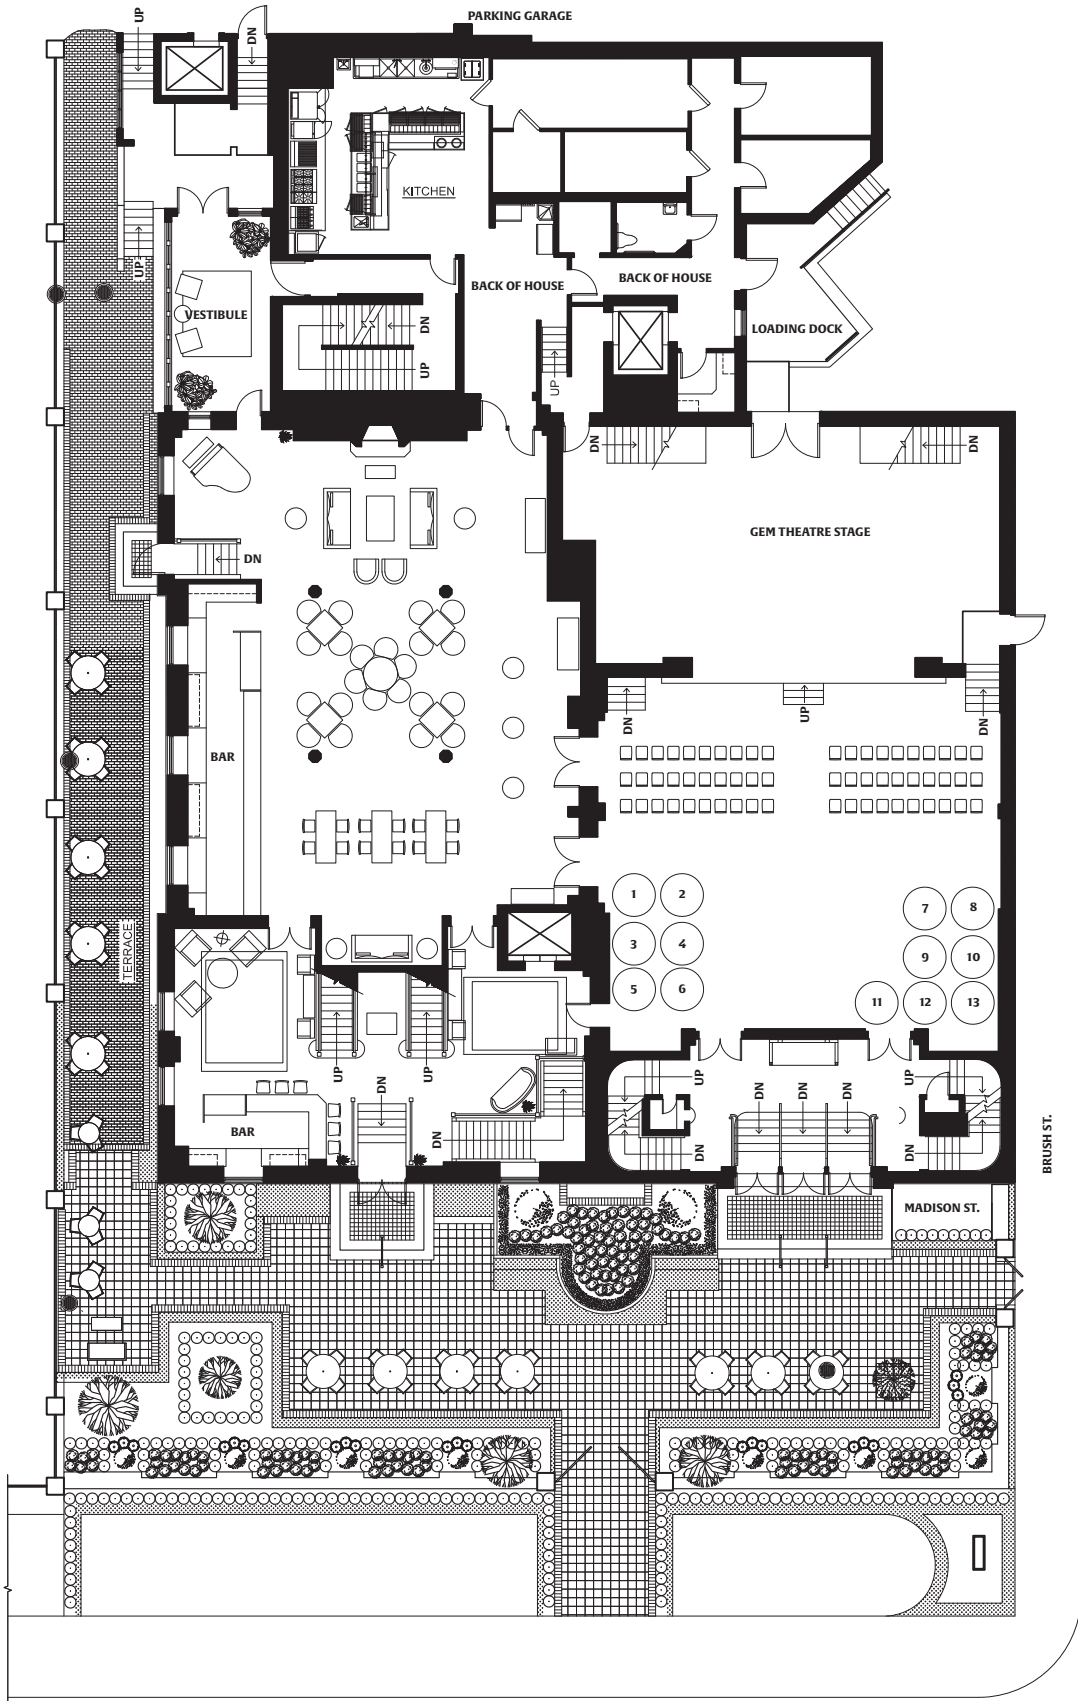 PARKING GARAGE
UP
DN
KITCHEN
UP
BACK OF HOUSE
BACK OF HOUSE
VESTIBULE
DN
LOADING DOCK
UP
UP
DN
DN
GEM THEATRE STAGE
DN
DN
UP
DN
BAR
1 2
7 8
3 4
TERRACE
9 10
5 6
11 12 13
UP
UP
DN
UP
DN
DN
DN
UP
BAR
DN
DN
DN
BRUSH ST.
MADISON ST.